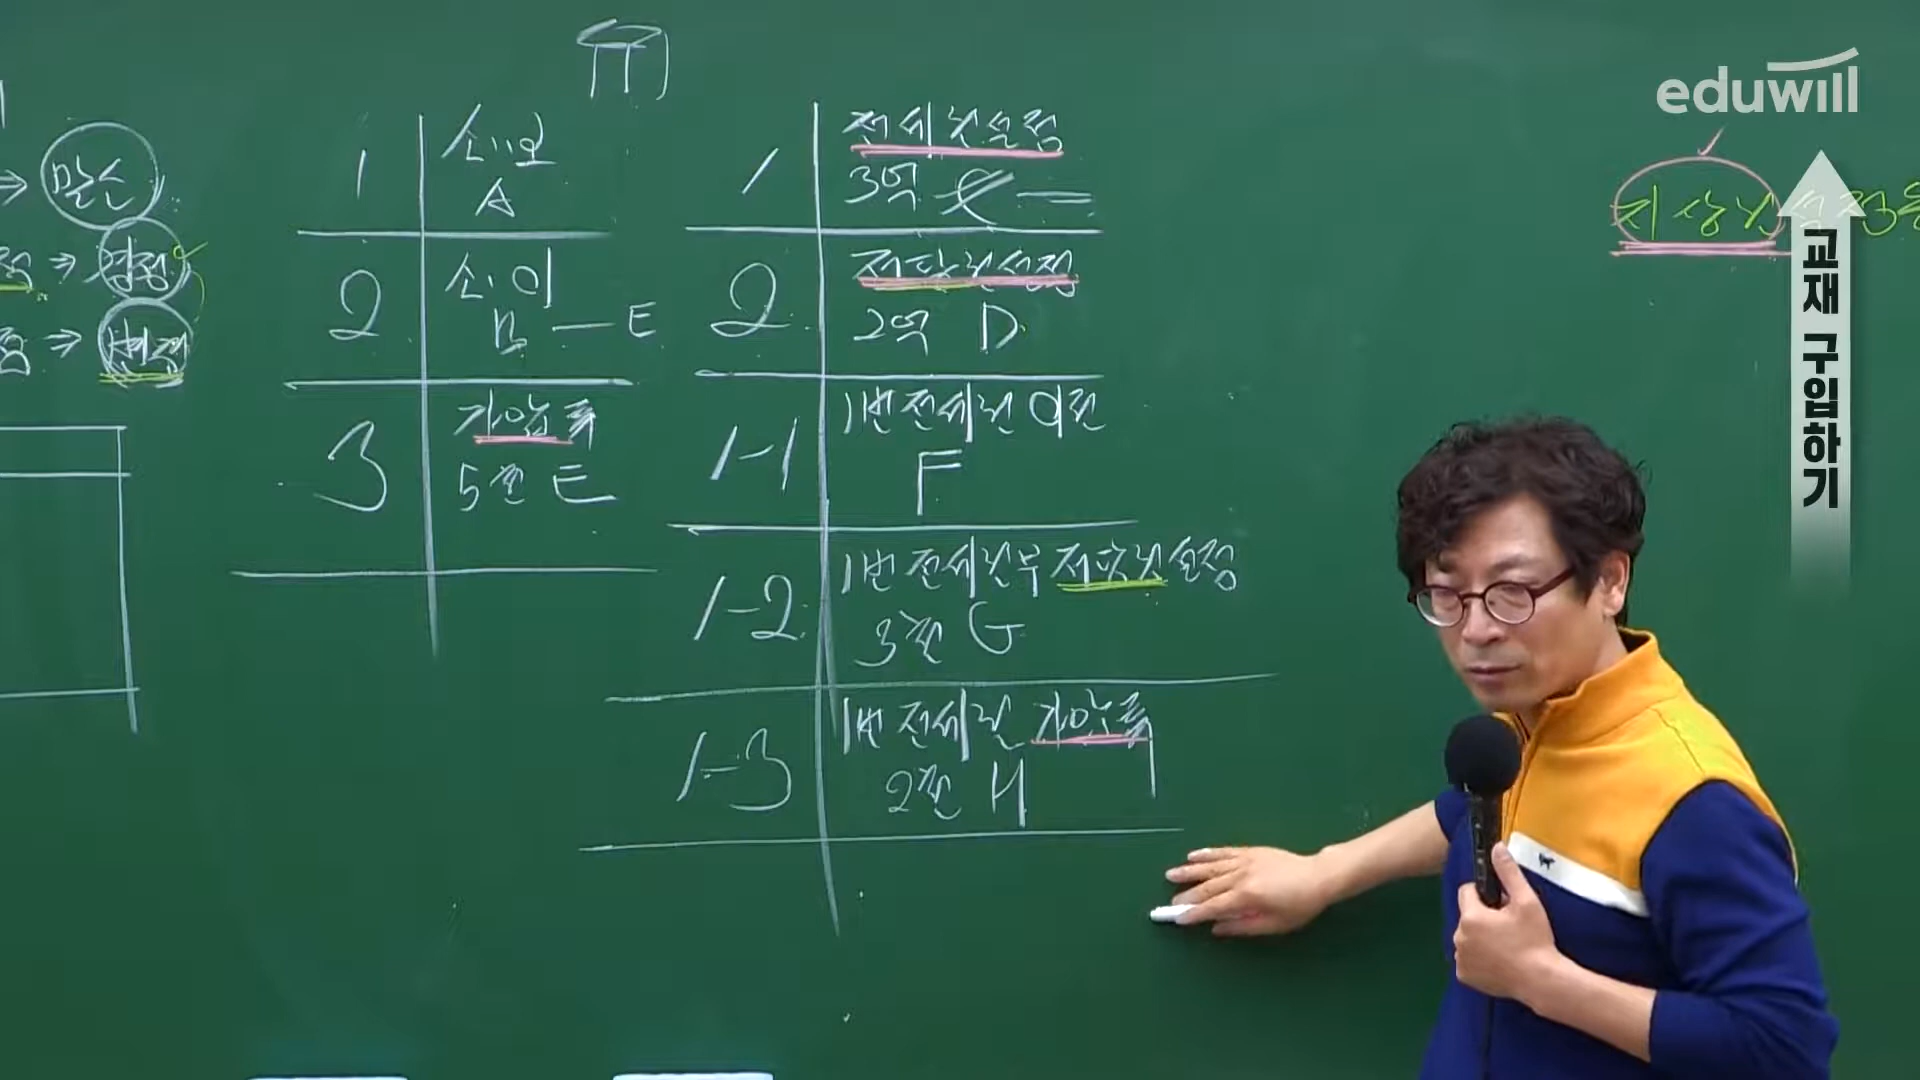 eduwill
교재 구입하기
⇒ 말소
⇒ 경정
⇒ 변경
1
소·보
A
2
소·이
B — E
3
가압류
5천 E
1
전세권설정
3억 C
2
저당권설정
2억 D
1-1
1번 전세권 이전
F
1-2
1번 전세권부 저당권설정
3천 G
1-3
1번 전세권 가압류
2천 H
지상권